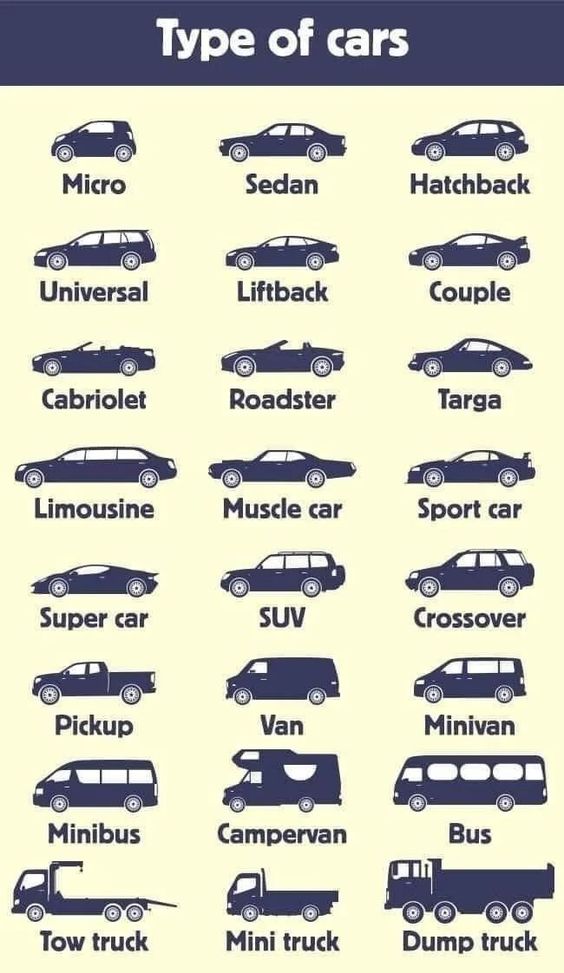 Type of cars
Micro
Sedan
Hatchback
Universal
Liftback
Couple
Cabriolet
Roadster
Targa
Limousine
Muscle car
Sport car
Super car
SUV
Crossover
Pickup
Van
Minivan
Minibus
Campervan
Bus
Tow truck
Mini truck
Dump truck